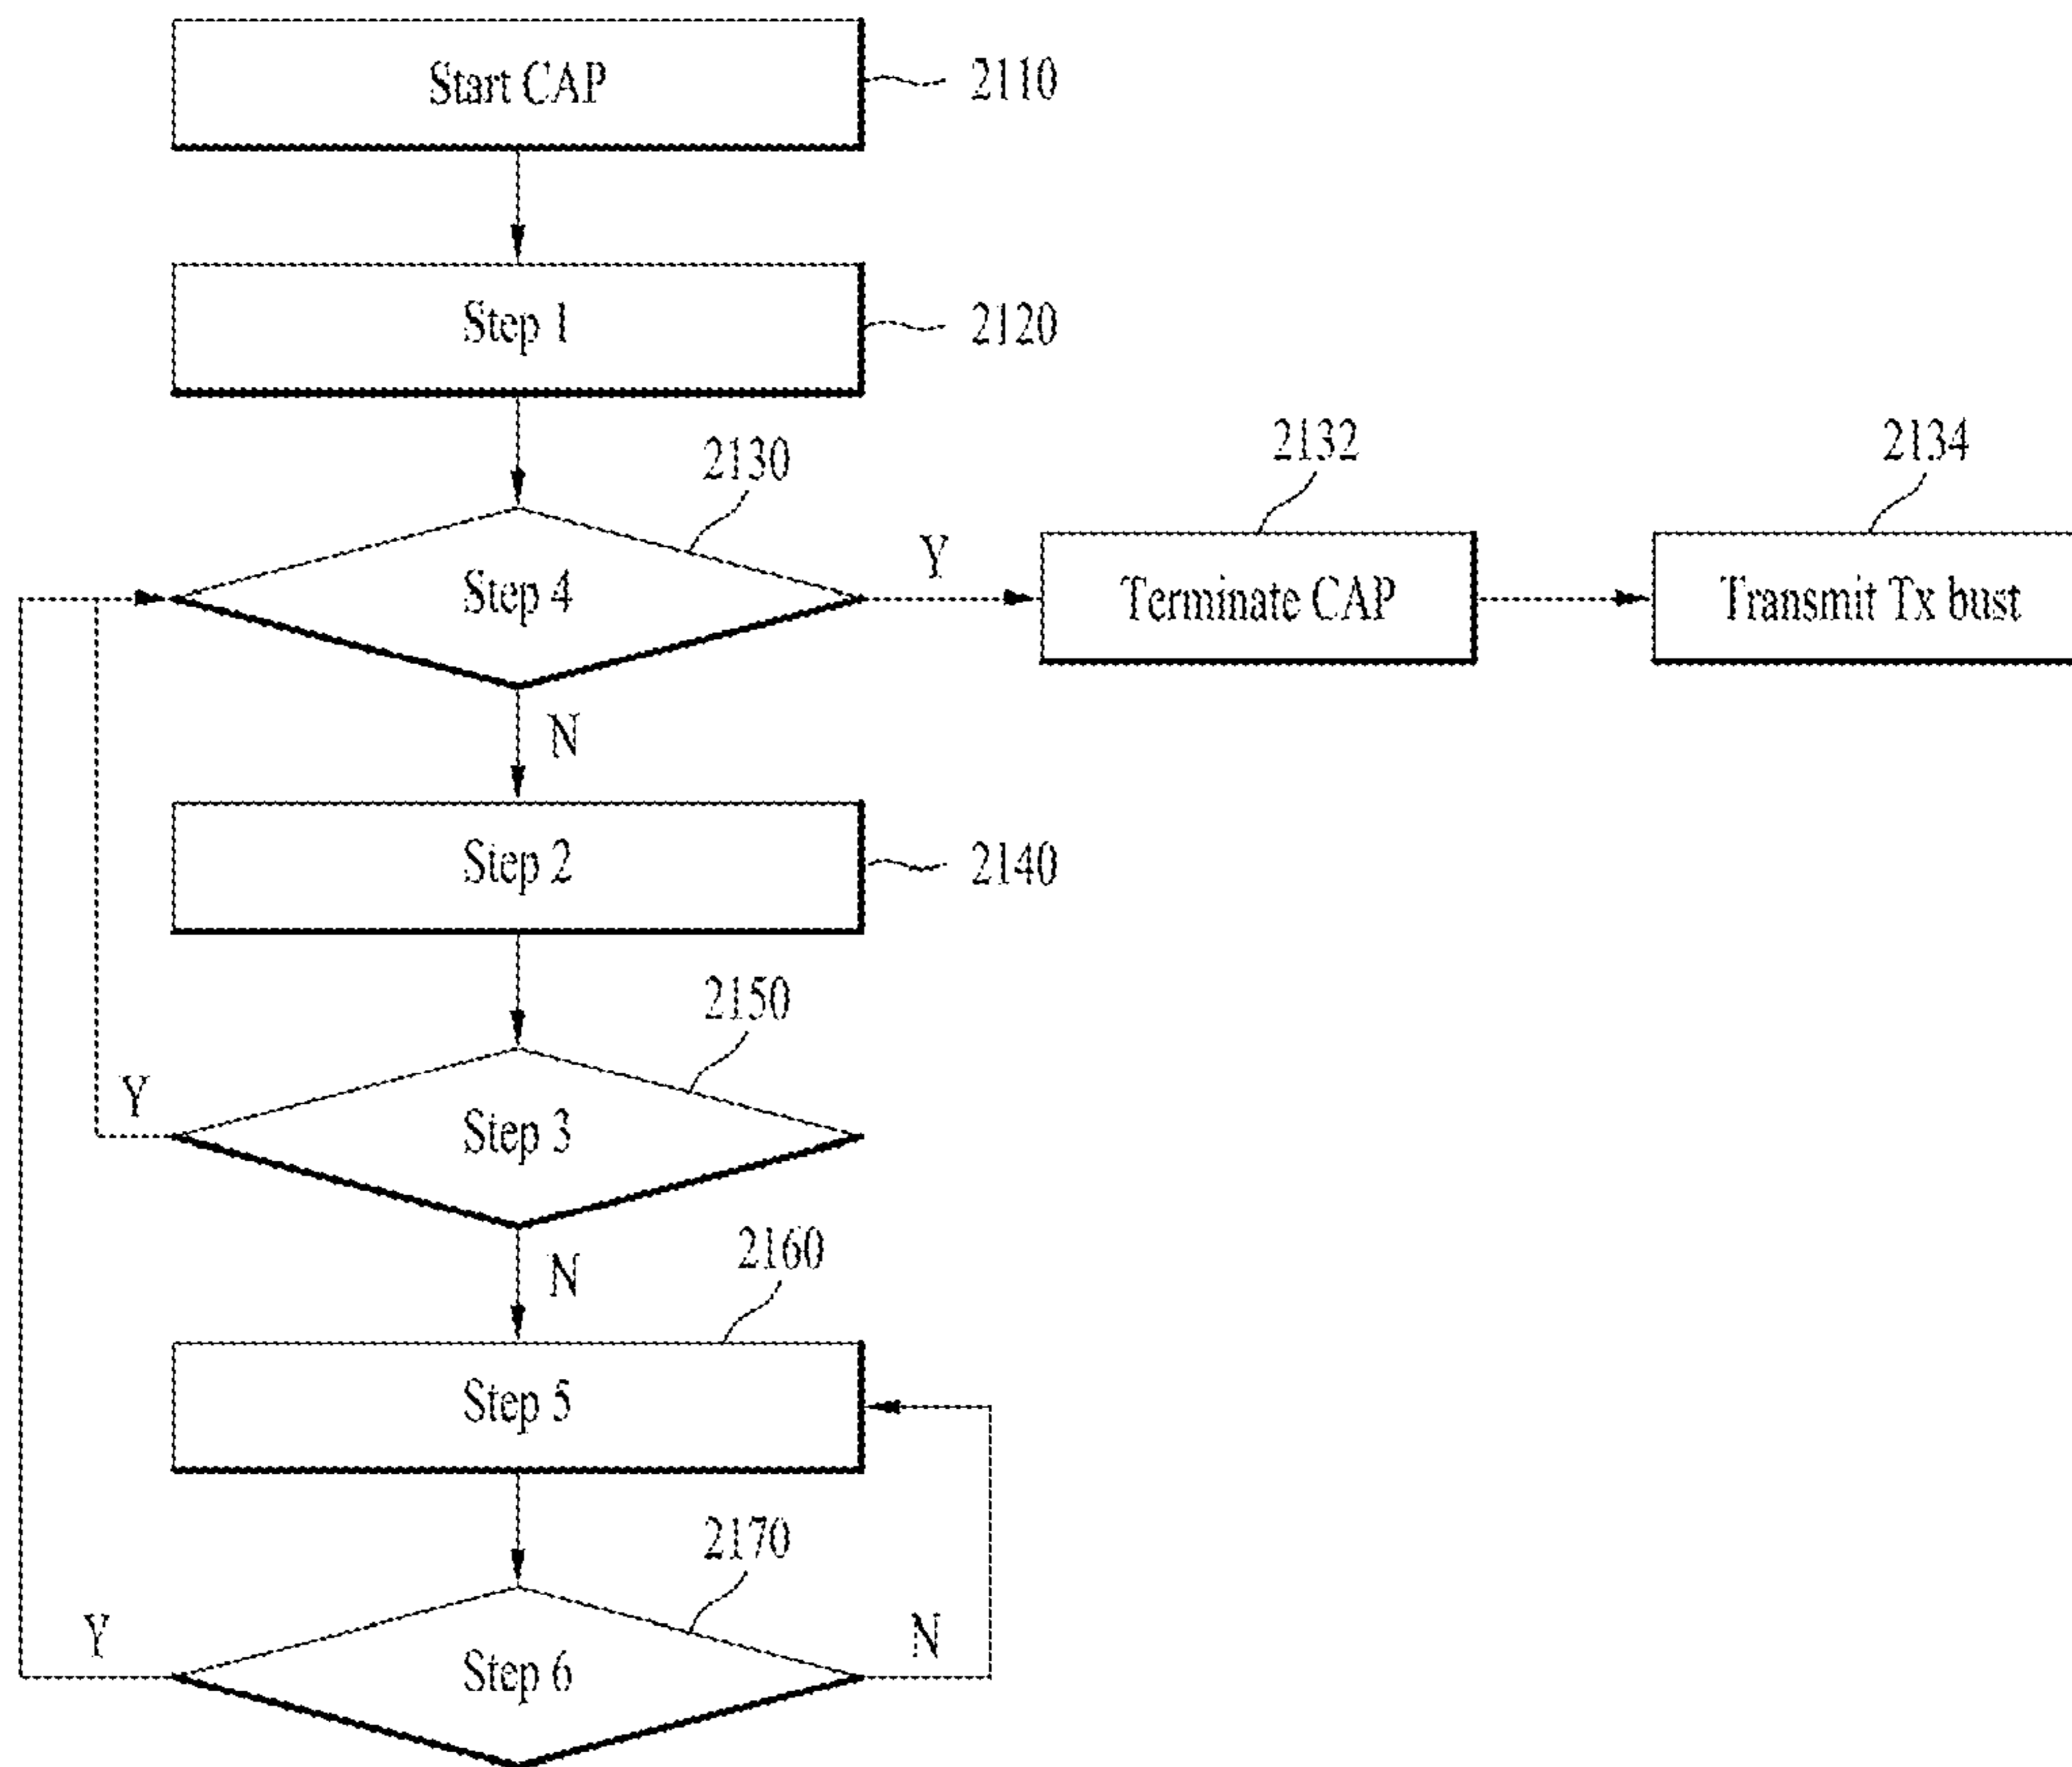 Start CAP
2110
Step 1
2120
2130
2132
2134
Step 4
Y
Terminate CAP
Transmit Tx bust
N
Step 2
2140
2150
Y
Step 3
N
2160
Step 5
2170
Y
Step 6
N